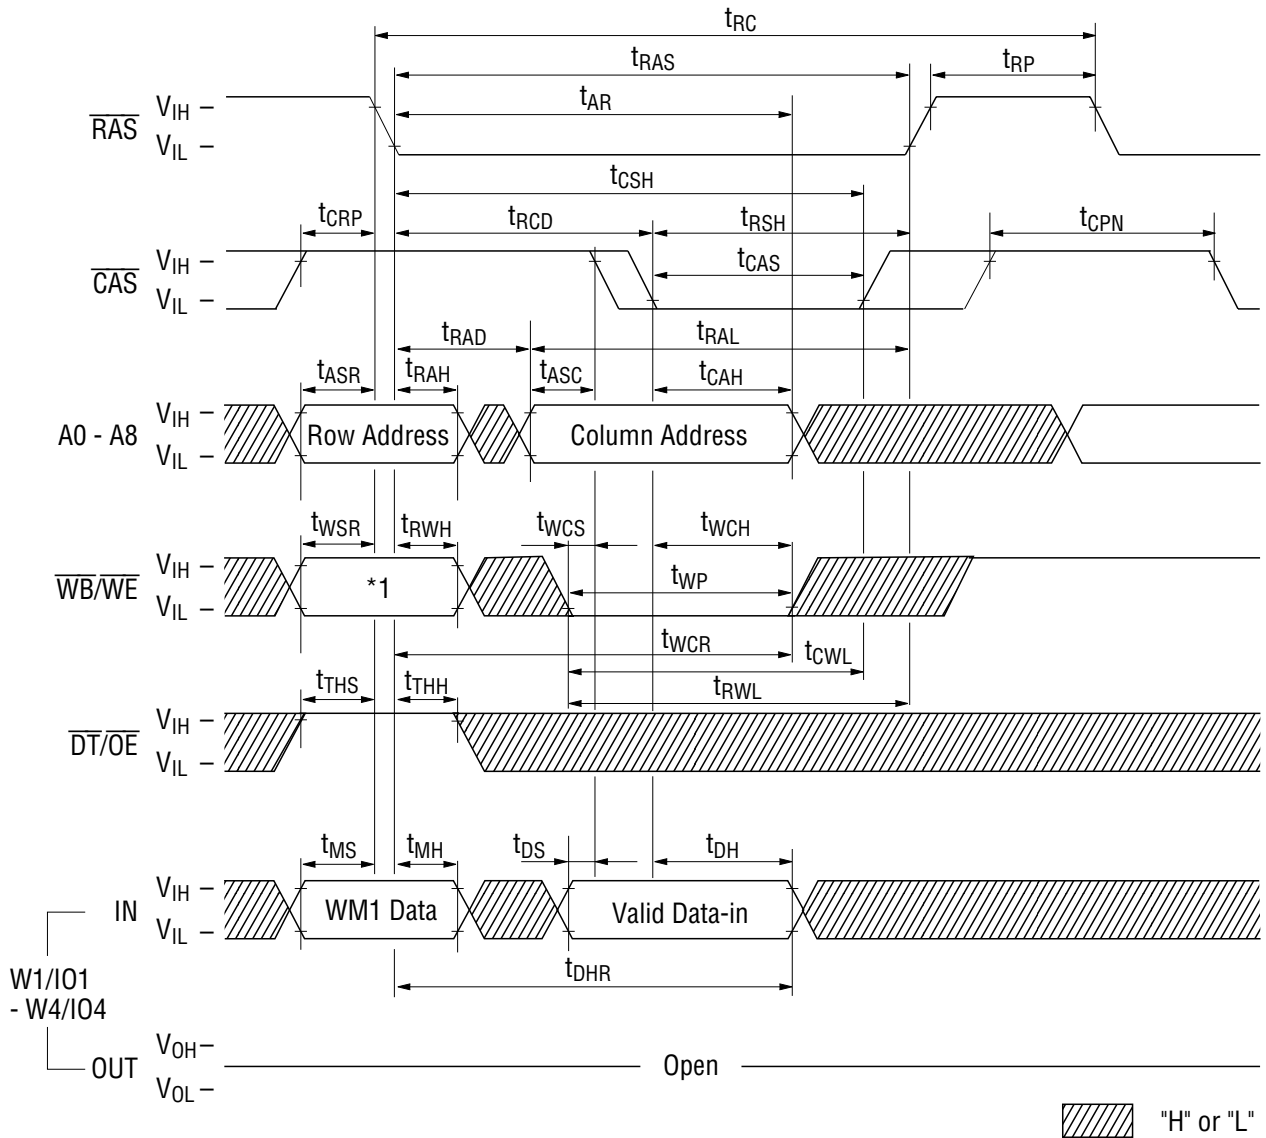 tRC
tRAS
tRP
tAR
RAS
VIH
VIL
tCSH
tCRP
tRCD
tRSH
tCPN
tCAS
CAS
VIH
VIL
tRAD
tRAL
tASR
tRAH
tASC
tCAH
A0 - A8
VIH
VIL
Row Address
Column Address
tWSR
tRWH
tWCS
tWCH
WB/WE
VIH
VIL
*1
tWP
tWCR
tCWL
tTHS
tTHH
tRWL
DT/OE
VIH
VIL
tMS
tMH
tDS
tDH
IN
VIH
VIL
WM1 Data
Valid Data-in
tDHR
W1/IO1
- W4/IO4
OUT
VOH
VOL
Open
"H" or "L"